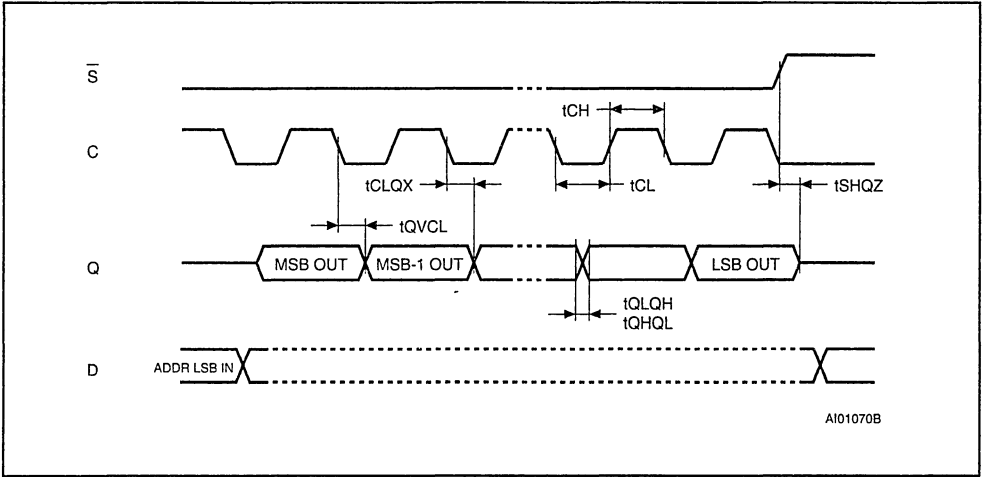 S̅
tCH
C
tCLQX
tCL
tSHQZ
tQVCL
Q
MSB OUT
MSB-1 OUT
LSB OUT
tQLQH
tQHQL
D
ADDR LSB IN
AI01070B